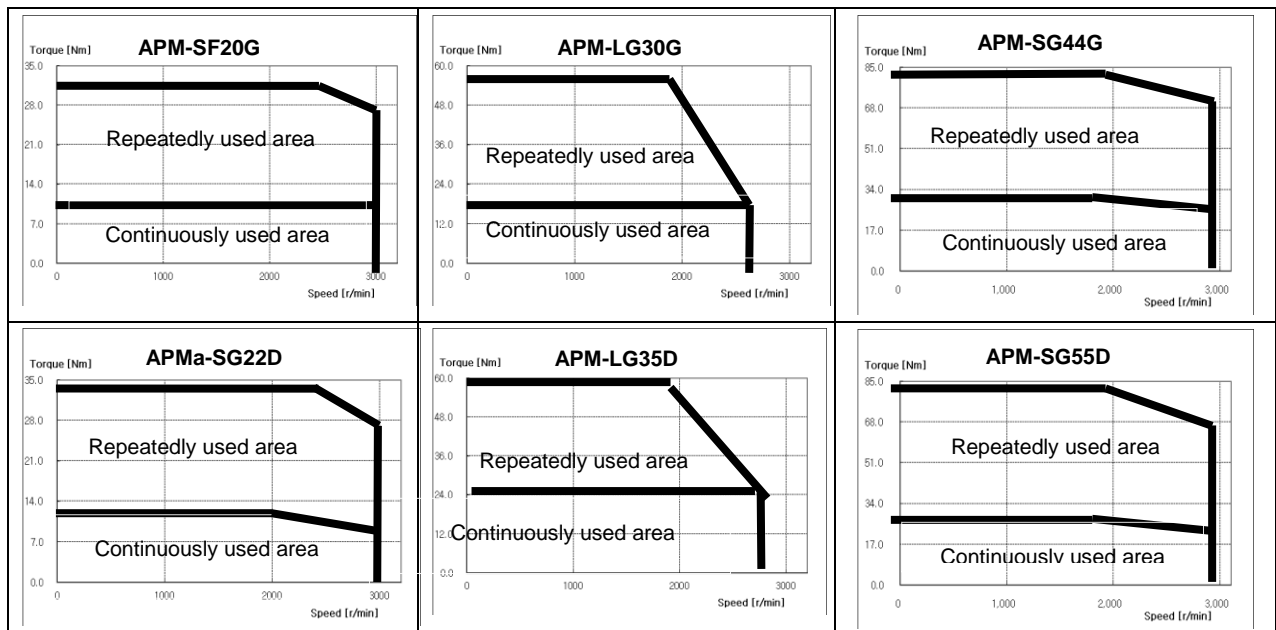 APM-SF20G
Torque [Nm]
35.0
28.0
Repeatedly used area
21.0
14.0
7.0
Continuously used area
0.0
0 1000 2000 3000
Speed [r/min]
APM-LG30G
Torque [Nm]
60.0
48.0
36.0
Repeatedly used area
24.0
12.0
Continuously used area
0.0
0 1000 2000 3000
Speed [r/min]
APM-SG44G
Torque [Nm]
85.0
68.0
Repeatedly used area
51.0
34.0
17.0
Continuously used area
0.0
0 1,000 2,000 3,000
Speed [r/min]
APMa-SG22D
Torque [Nm]
35.0
28.0
Repeatedly used area
21.0
14.0
7.0
Continuously used area
0.0
0 1000 2000 3000
Speed [r/min]
APM-LG35D
Torque [Nm]
60.0
48.0
36.0
Repeatedly used area
24.0
12.0
Continuously used area
0.0
0 1000 2000 3000
Speed [r/min]
APM-SG55D
Torque [Nm]
85.0
68.0
Repeatedly used area
51.0
34.0
17.0
Continuously used area
0.0
0 1,000 2,000 3,000
Speed [r/min]